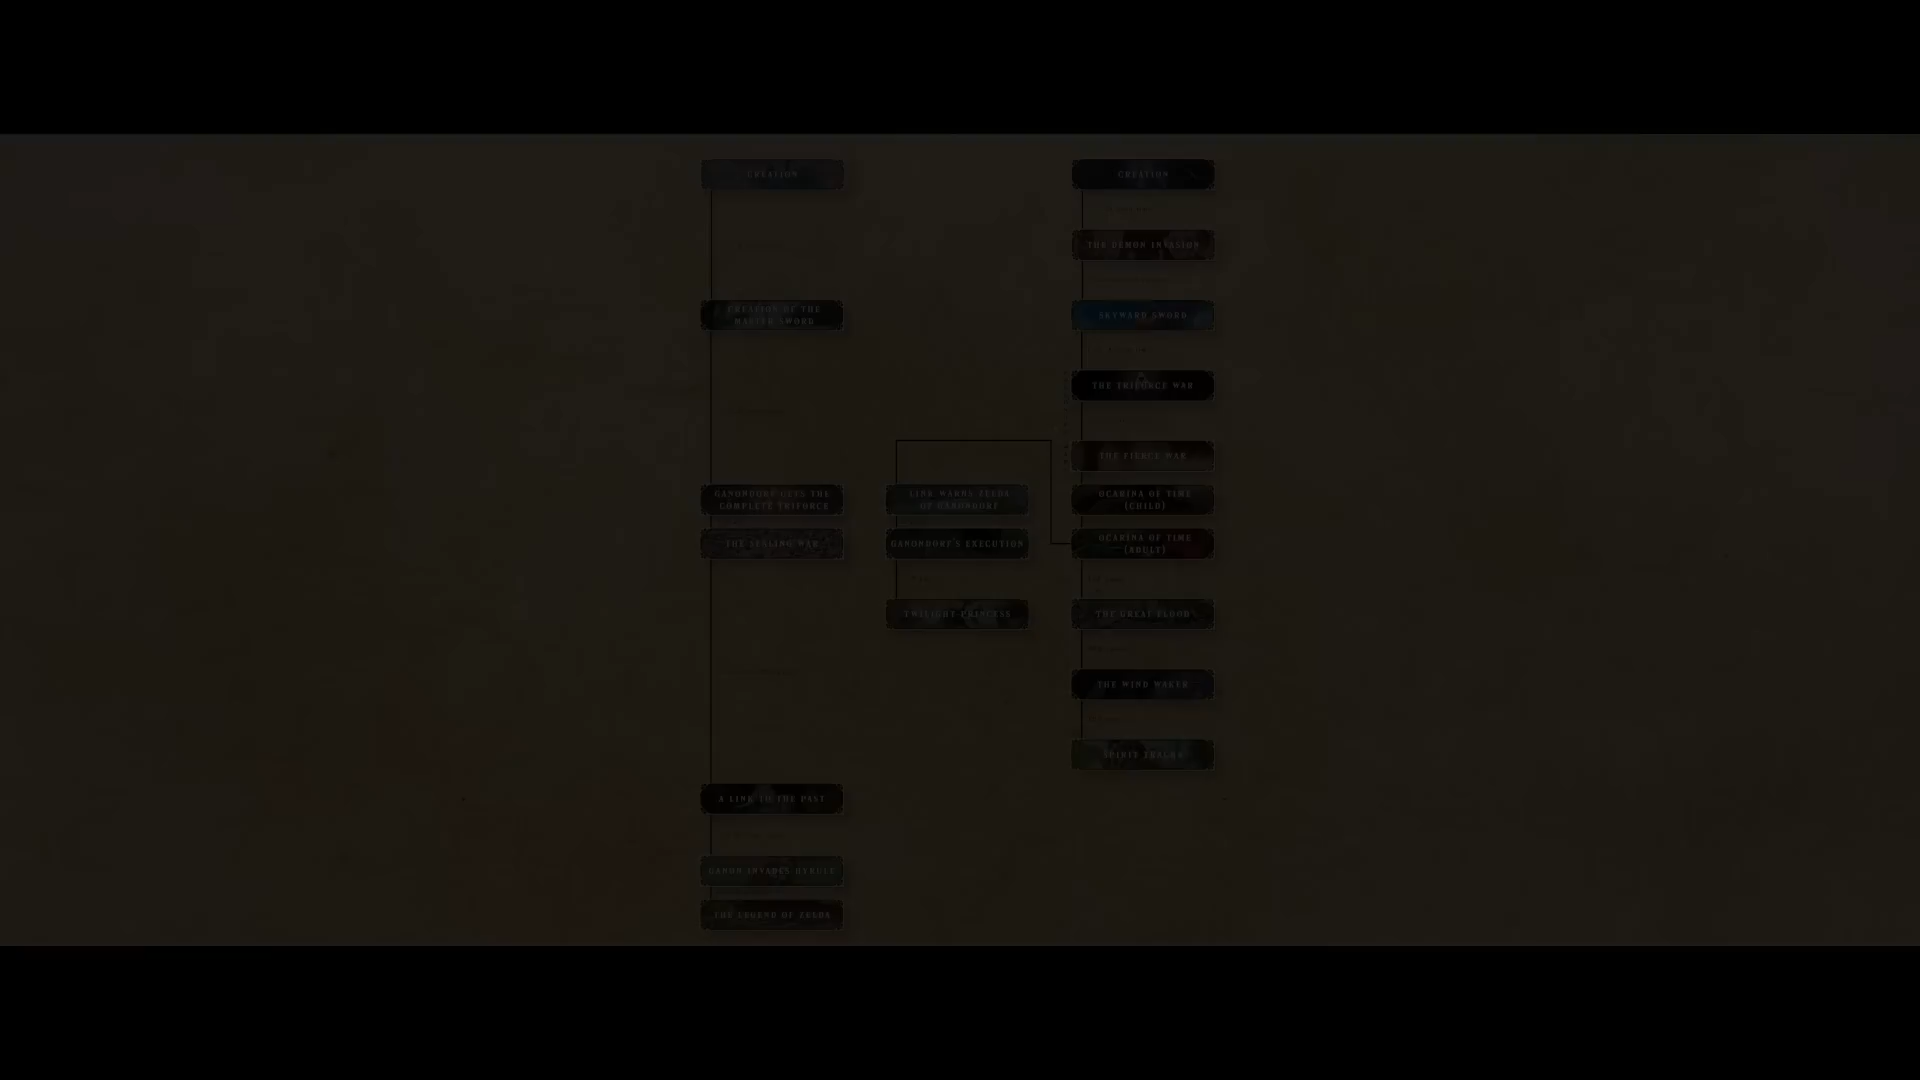 CREATION
CREATION OF THE
MASTER SWORD
GANONDORF GETS THE
COMPLETE TRIFORCE
THE SEALING WAR
A LINK TO THE PAST
GANON INVADES HYRULE
THE LEGEND OF ZELDA
LINK WARNS ZELDA
OF GANONDORF
GANONDORF'S EXECUTION
TWILIGHT PRINCESS
CREATION
THE DEMON INVASION
SKYWARD SWORD
THE TRIFORCE WAR
THE FIERCE WAR
OCARINA OF TIME
(CHILD)
OCARINA OF TIME
(ADULT)
THE GREAT FLOOD
THE WIND WAKER
SPIRIT TRACKS